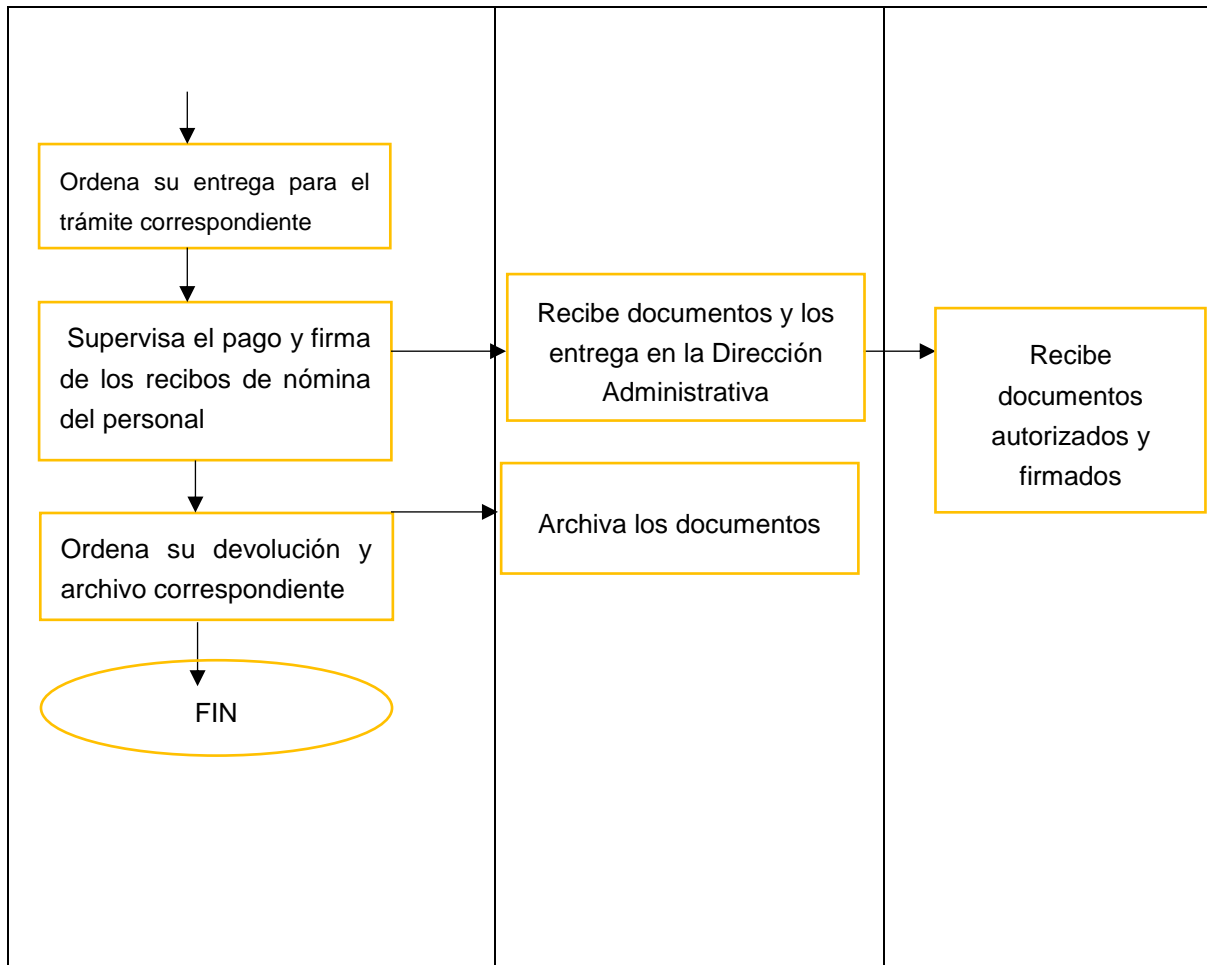 Ordena su entrega para el
trámite correspondiente
Supervisa el pago y firma
de los recibos de nómina
del personal
Ordena su devolución y
archivo correspondiente
FIN
Recibe documentos y los
entrega en la Dirección
Administrativa
Archiva los documentos
Recibe
documentos
autorizados y
firmados